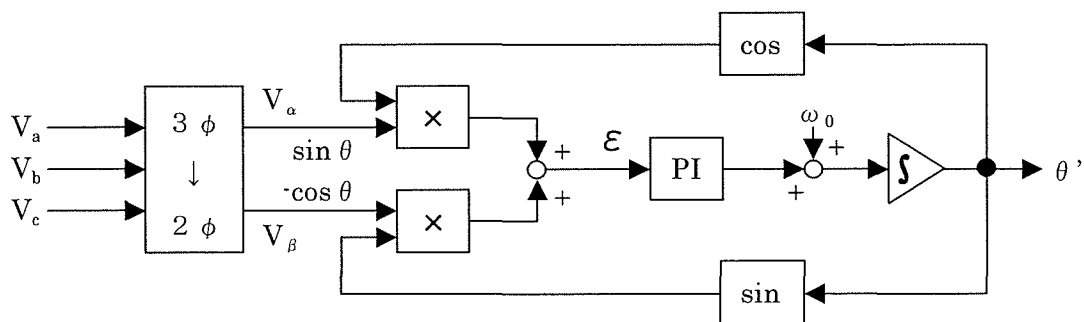 cos
V_a
V_b
V_c
3 φ
↓
2 φ
V_α
sin θ
-cos θ
V_β
×
×
+
+
ε
PI
ω_0
+
+
∫
θ'
sin